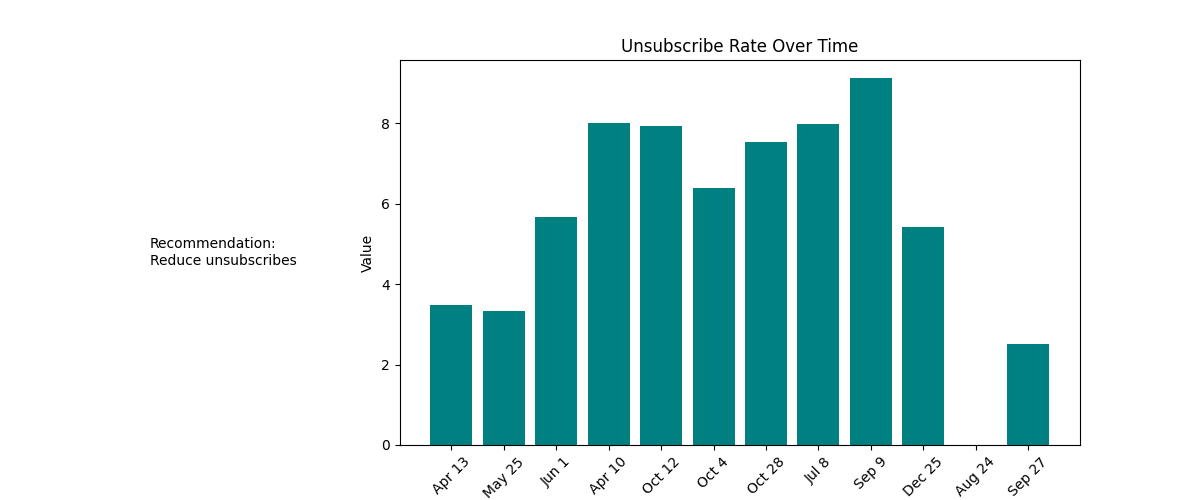 Unsubscribe Rate Over Time
Recommendation:
Reduce unsubscribes
Value
8
6
4
2
0
Apr 13
May 25
Jun 1
Apr 10
Oct 12
Oct 4
Oct 28
Jul 8
Sep 9
Dec 25
Aug 24
Sep 27